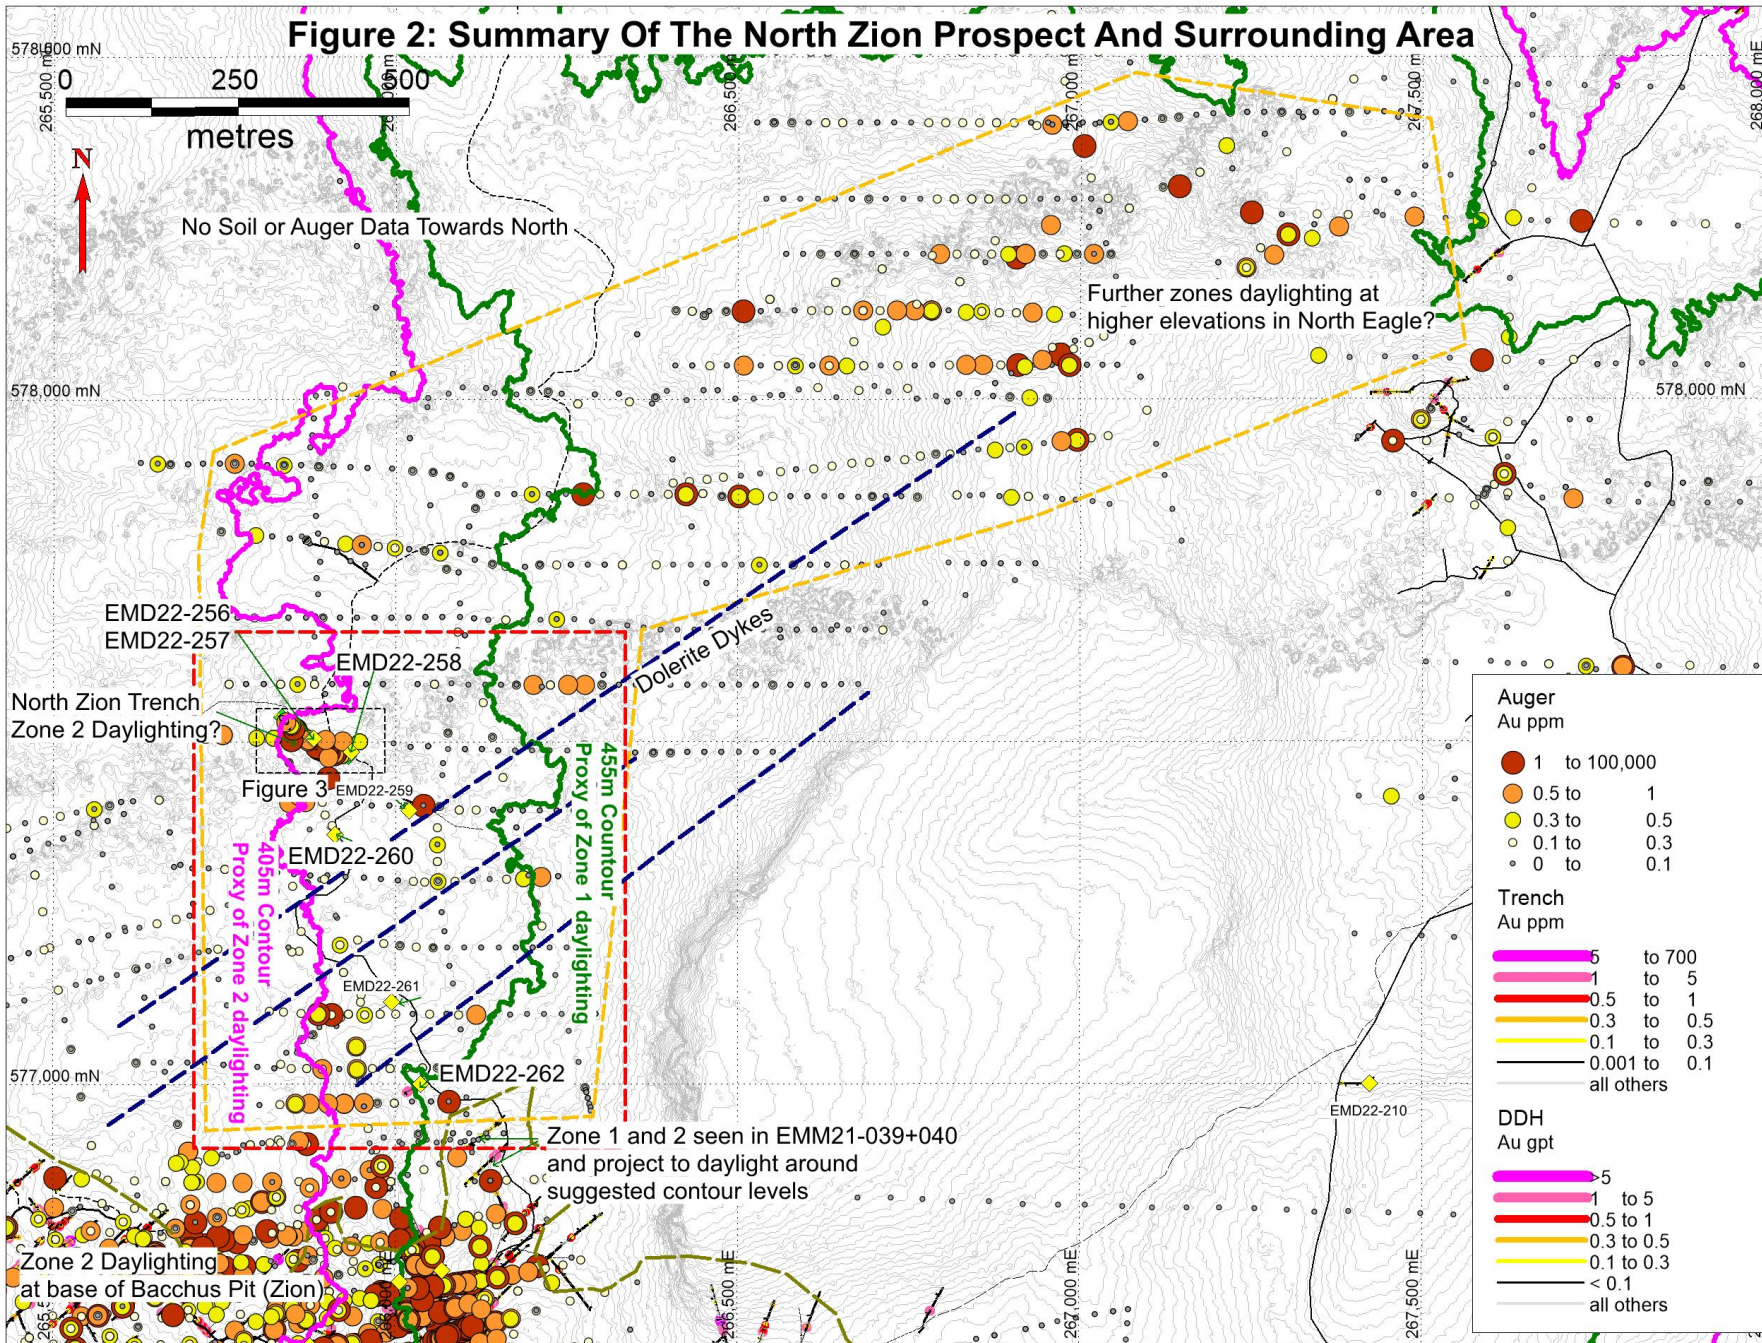 Figure 2: Summary Of The North Zion Prospect And Surrounding Area
578,500 mN
0 250 500
metres
N
265,500 mE
266,500 mE
267,000 mE
267,500 mE
268,000 mE
No Soil or Auger Data Towards North
Further zones daylighting at
higher elevations in North Eagle?
578,000 mN
578,000 mN
EMD22-256
EMD22-257
EMD22-258
Dolerite Dykes
North Zion Trench
Zone 2 Daylighting?
Figure 3
EMD22-259
EMD22-260
455m Countour
Proxy of Zone 1 daylighting
405m Contour
Proxy of Zone 2 daylighting
EMD22-261
577,000 mN
EMD22-262
EMD22-210
Zone 1 and 2 seen in EMM21-039+040
and project to daylight around
suggested contour levels
Zone 2 Daylighting
at base of Bacchus Pit (Zion)
266,500 mE
267,000 mE
267,500 mE
Auger
Au ppm
1 to 100,000
0.5 to 1
0.3 to 0.5
0.1 to 0.3
0 to 0.1
Trench
Au ppm
5 to 700
1 to 5
0.5 to 1
0.3 to 0.5
0.1 to 0.3
0.001 to 0.1
all others
DDH
Au gpt
>5
1 to 5
0.5 to 1
0.3 to 0.5
0.1 to 0.3
< 0.1
all others